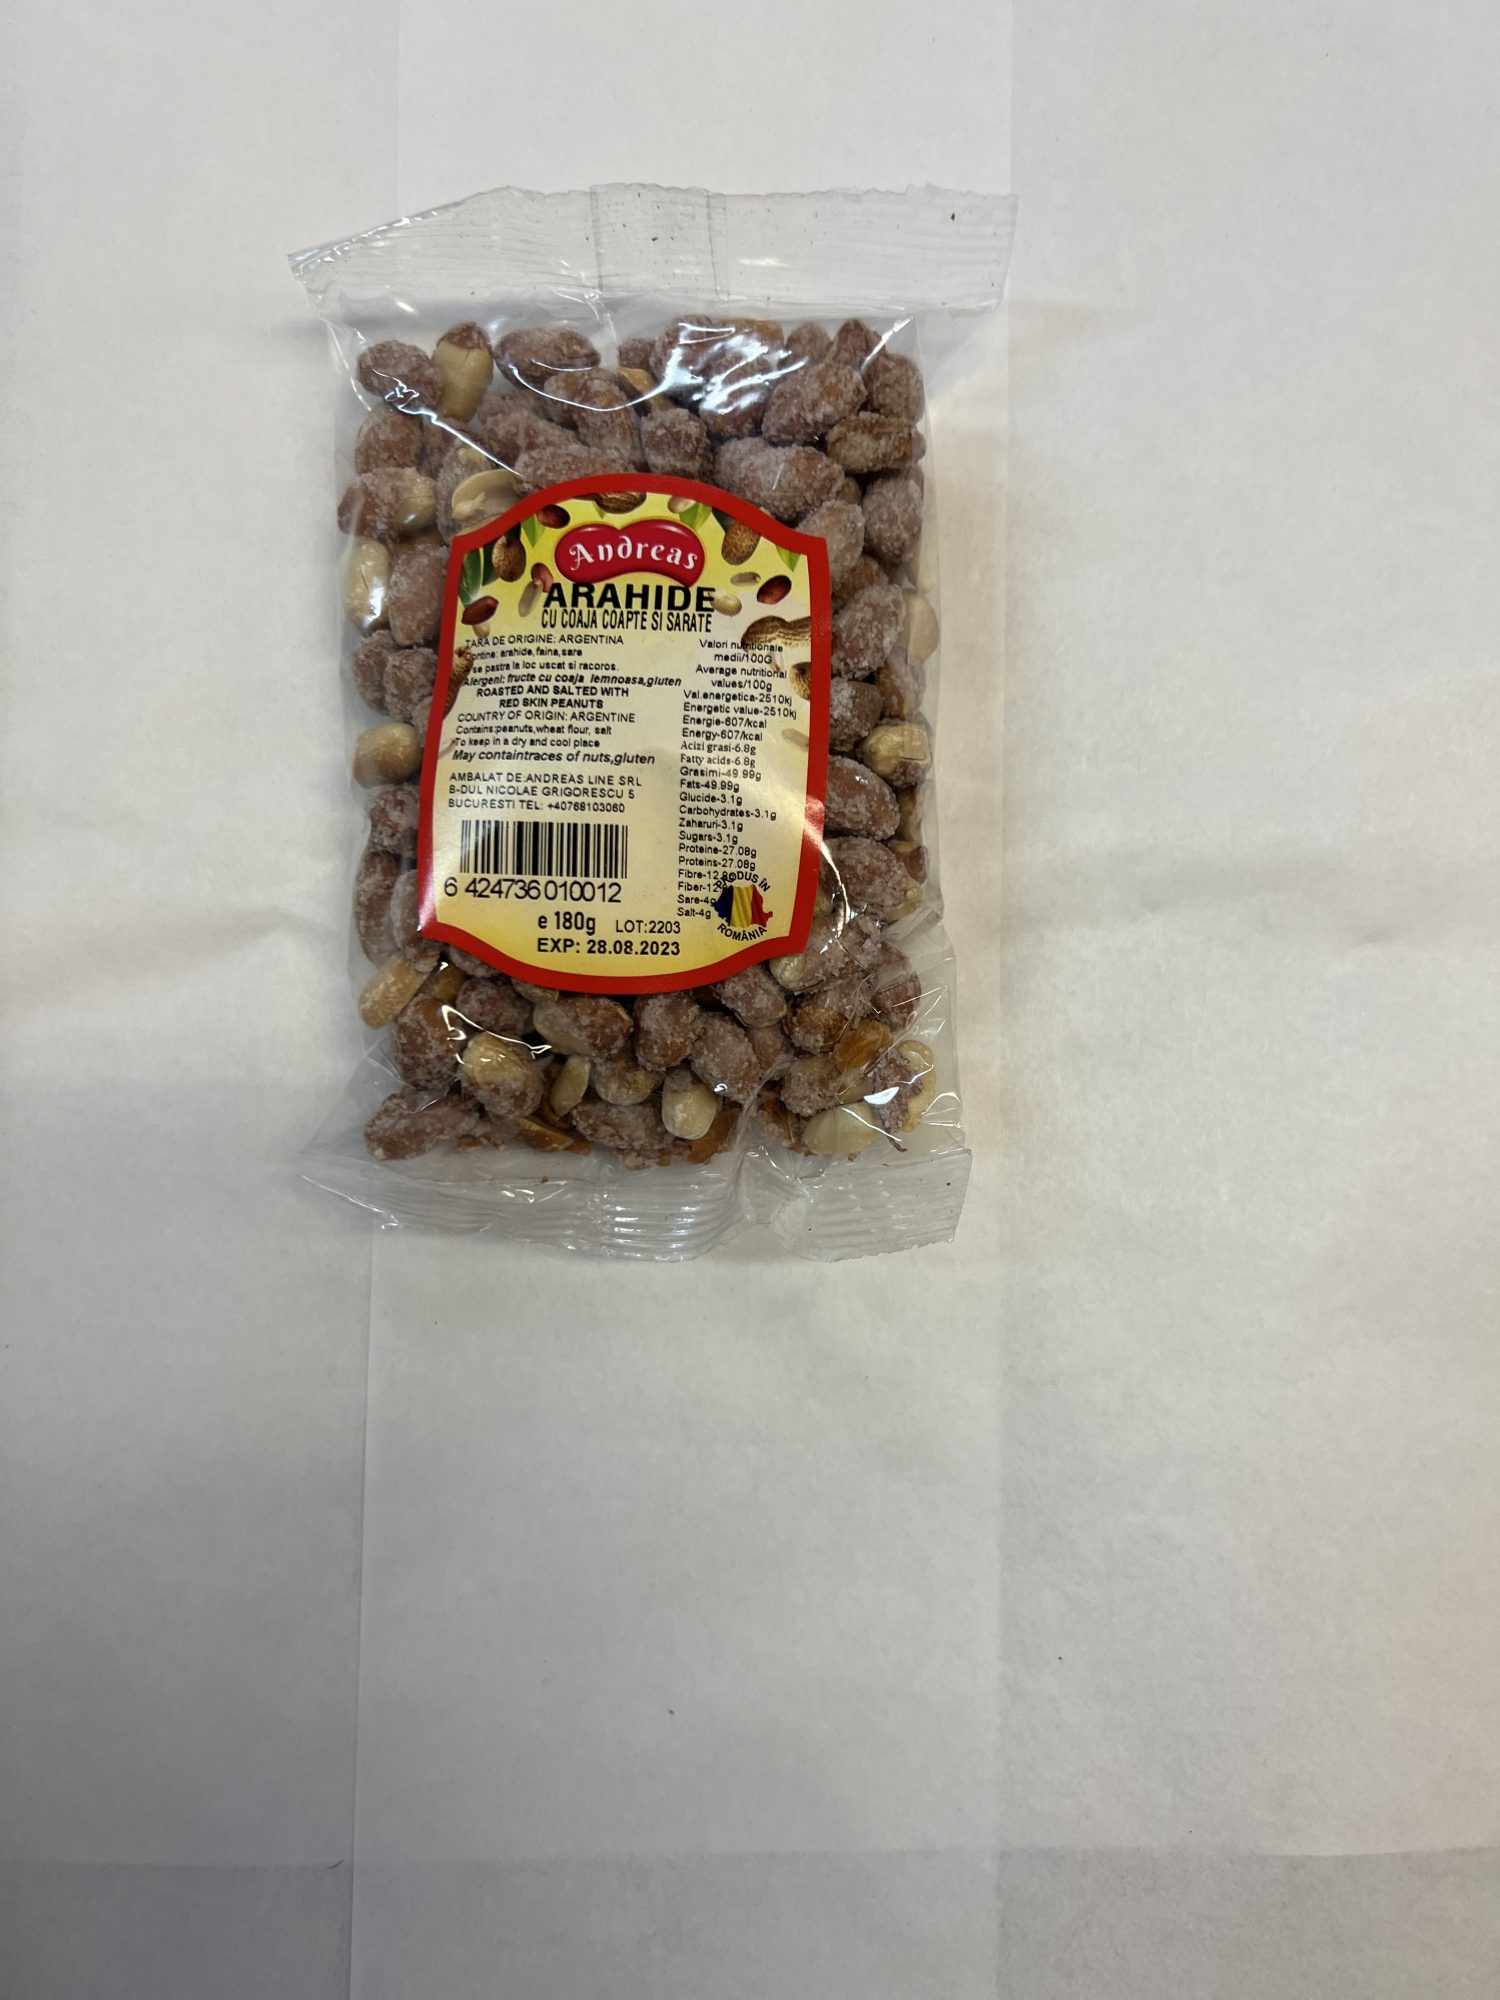 Andreas
ARAHIDE
CU COAJA COAPTE SI SARATE
TARA DE ORIGINE: ARGENTINA
Contine: arahide, faina, sare
A se pastra la loc uscat si racoros.
Alergeni: fructe cu coaja lemnoasa,gluten
ROASTED AND SALTED WITH
RED SKIN PEANUTS
COUNTRY OF ORIGIN: ARGENTINE
Contains:peanuts,wheat flour, salt
To keep in a dry and cool place
May containtraces of nuts,gluten
AMBALAT DE:ANDREAS LINE SRL
B-DUL NICOLAE GRIGORESCU 5
BUCURESTI TEL: +40768103060
6 424736 010012
e 180g LOT:2203
EXP: 28.08.2023
Valori nutritionale
medii/100G
Average nutritional
values/100g
Val.energetica-2510kj
Energetic value-2510kj
Energie-607/kcal
Energy-607/kcal
Acizi grasi-6.8g
Fatty acids-6.8g
Grasimi-49.99g
Fats-49.99g
Glucide-3.1g
Carbohydrates-3.1g
Zaharuri-3.1g
Sugars-3.1g
Proteine-27.08g
Proteins-27.08g
Fibre-12.
Fiber-12.
Sare-4g
Salt-4g
PRODUS ÎN
ROMÂNIA